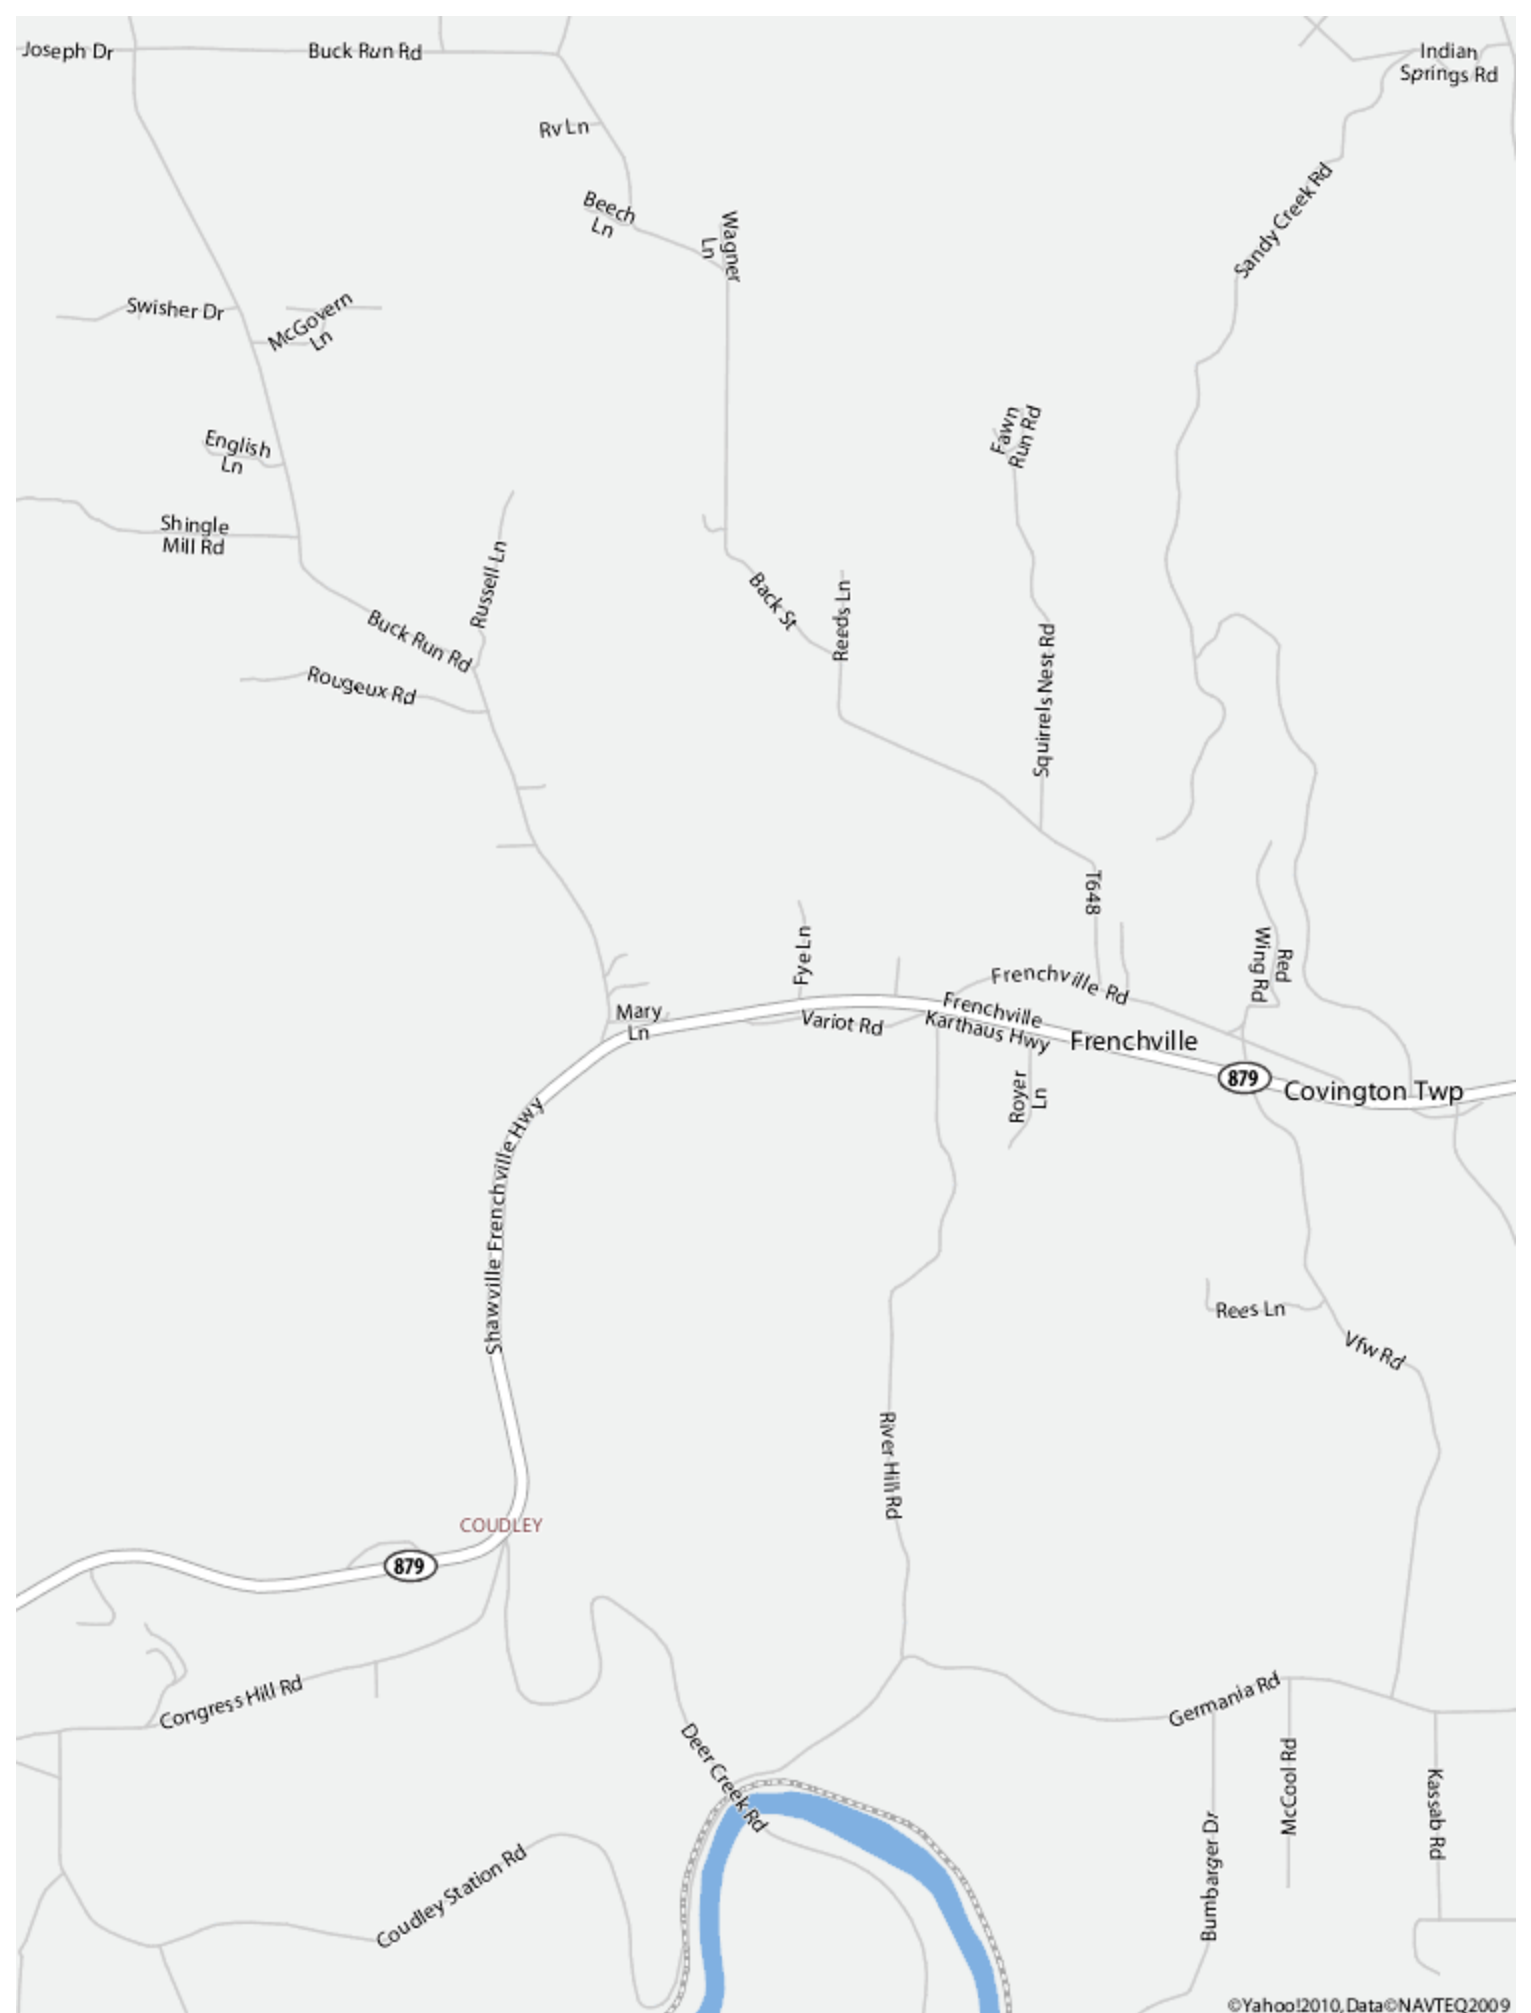 Joseph Dr
Buck Run Rd
Indian
Springs Rd
Rv Ln
Sandy Creek Rd
Beech
Ln
Wagner
Ln
Swisher Dr
McGovern
Ln
English
Ln
Fawn
Run Rd
Shingle
Mill Rd
Russell Ln
Back St
Reeds Ln
Buck Run Rd
Squirrels Nest Rd
Rougeux Rd
T648
Fye Ln
Red
Wing Rd
Frenchville Rd
Mary
Ln
Variot Rd
Frenchville
Karthaus Hwy
Frenchville
879
Covington Twp
Royer
Ln
Shawville Frenchville Hwy
Rees Ln
Vfw Rd
River Hill Rd
COUDLEY
879
Congress Hill Rd
Germania Rd
Deer Creek Rd
McCool Rd
Kassab Rd
Bumbarger Dr
Coudley Station Rd
©Yahoo!2010, Data©NAVTEQ2009